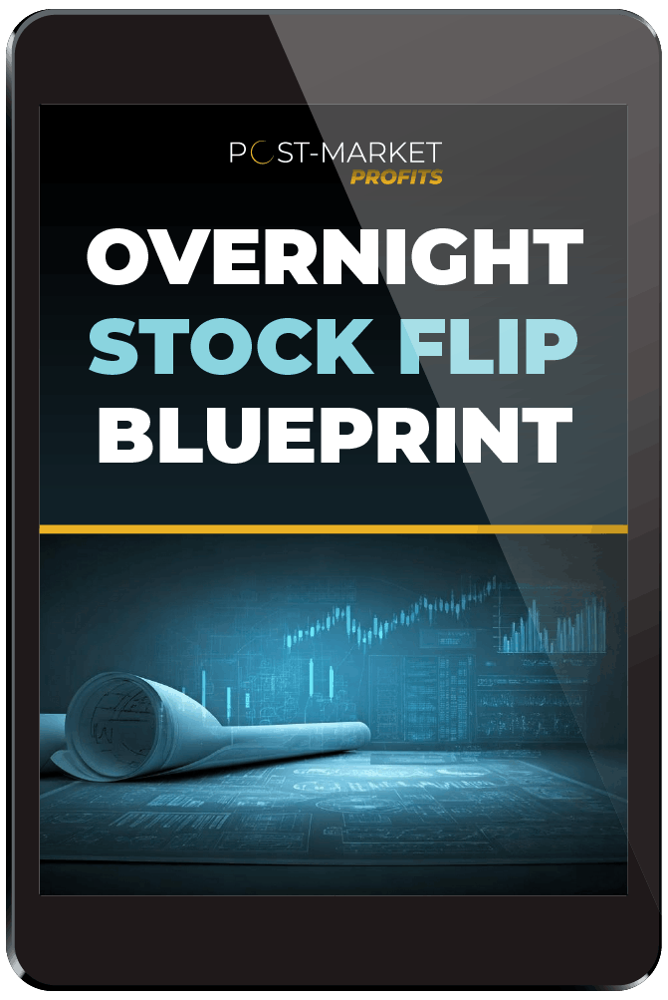 POST-MARKET
PROFITS
OVERNIGHT
STOCK FLIP
BLUEPRINT